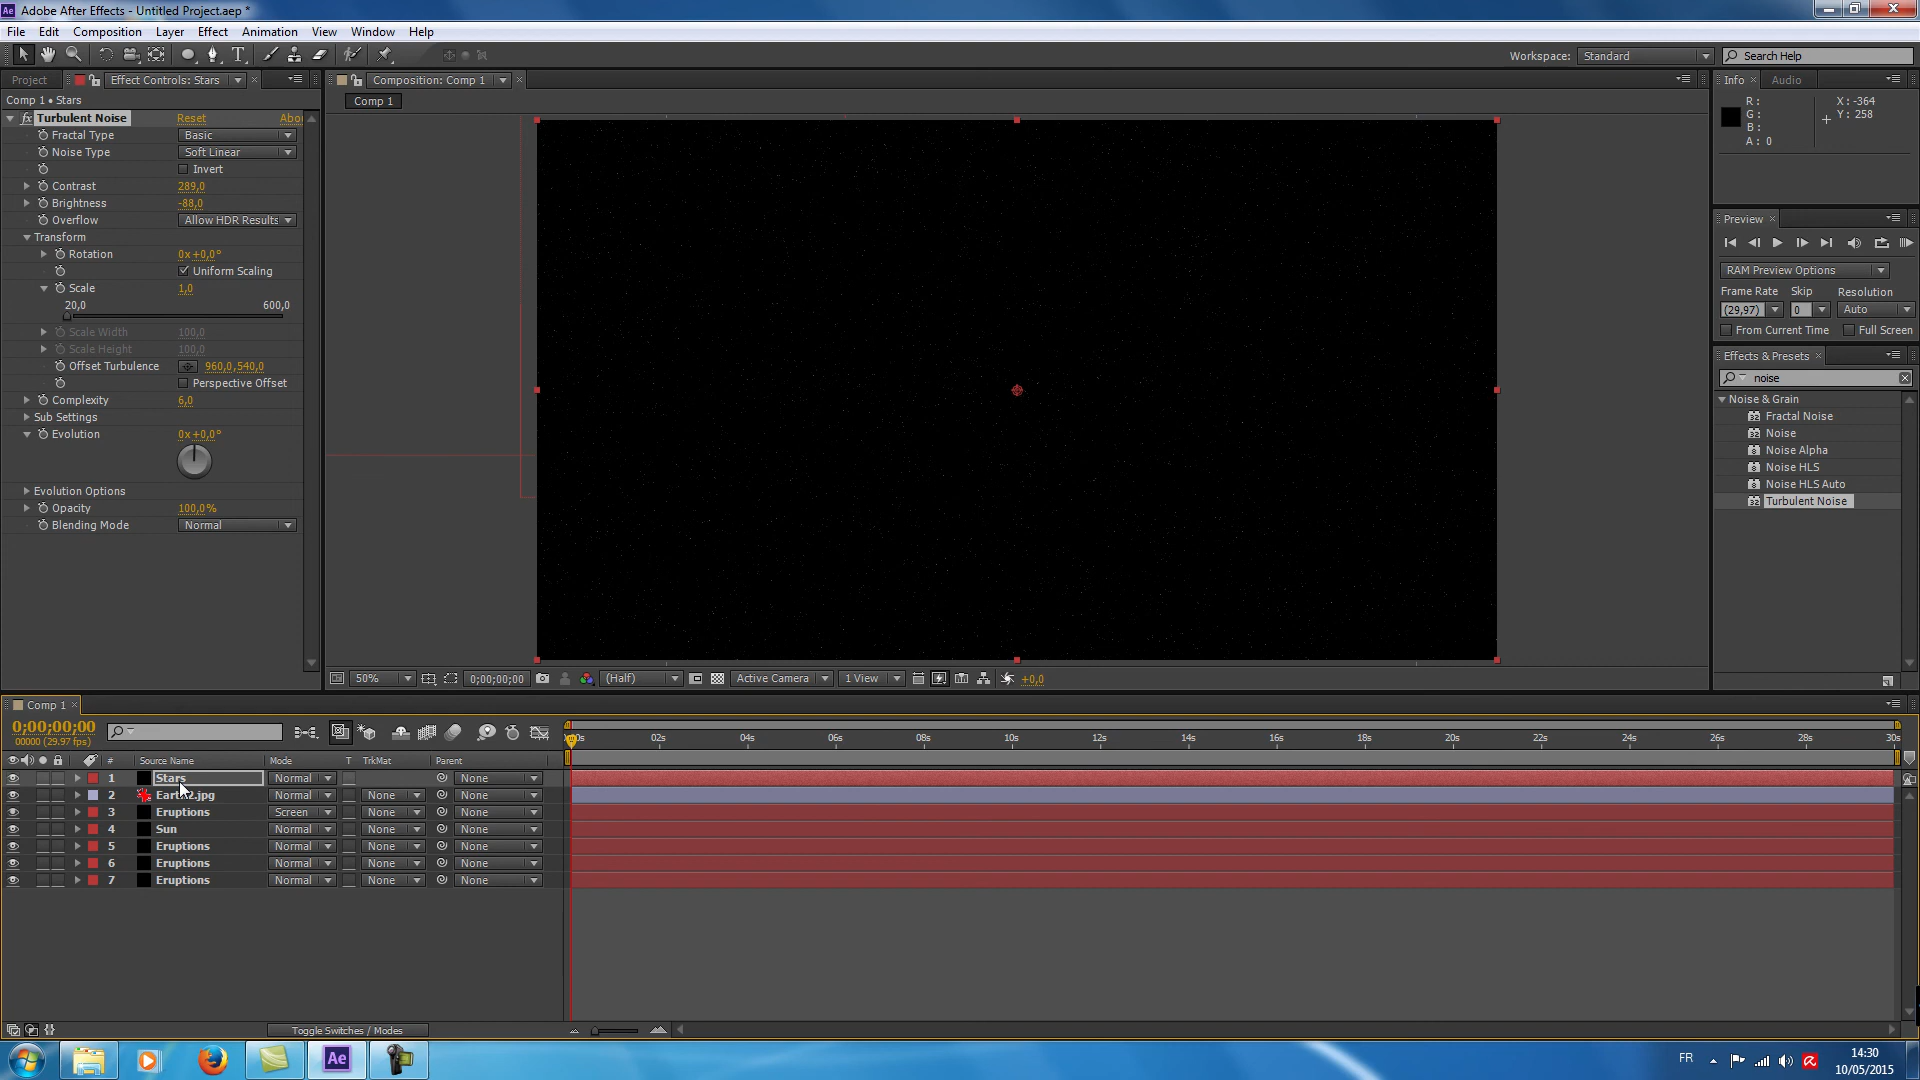 Adobe After Effects - Untitled Project.aep *
File Edit Composition Layer Effect Animation View Window Help
Workspace: Standard Search Help
Project Effect Controls: Stars
Composition: Comp 1
Info Audio
Comp 1 • Stars
Comp 1
R : X : -364
G : Y : 258
B :
A : 0
fx Turbulent Noise Reset Abou
Fractal Type Basic
Noise Type Soft Linear
Invert
Contrast 289,0
Brightness -88,0
Overflow Allow HDR Results
Transform
Rotation 0x+0,0°
Uniform Scaling
Scale 1,0
20,0 600,0
Scale Width 100,0
Scale Height 100,0
Offset Turbulence 960,0,540,0
Perspective Offset
Complexity 6,0
Sub Settings
Evolution 0x+0,0°
Evolution Options
Opacity 100,0%
Blending Mode Normal
Preview
RAM Preview Options
Frame Rate Skip Resolution
(29,97) 0 Auto
From Current Time Full Screen
Effects & Presets
noise
Noise & Grain
Fractal Noise
Noise
Noise Alpha
Noise HLS
Noise HLS Auto
Turbulent Noise
50% 0;00;00;00 (Half) Active Camera 1 View +0,0
Comp 1
0;00;00;00
00000 (29.97 fps)
02s 04s 06s 08s 10s 12s 14s 16s 18s 20s 22s 24s 26s 28s 30s
# Source Name Mode T TrkMat Parent
1 Stars Normal None
2 Normal None None
3 Eruptions Screen None None
4 Sun Normal None None
5 Eruptions Normal None None
6 Eruptions Normal None None
7 Eruptions Normal None None
Toggle Switches / Modes
Ae
FR
14:30
10/05/2015